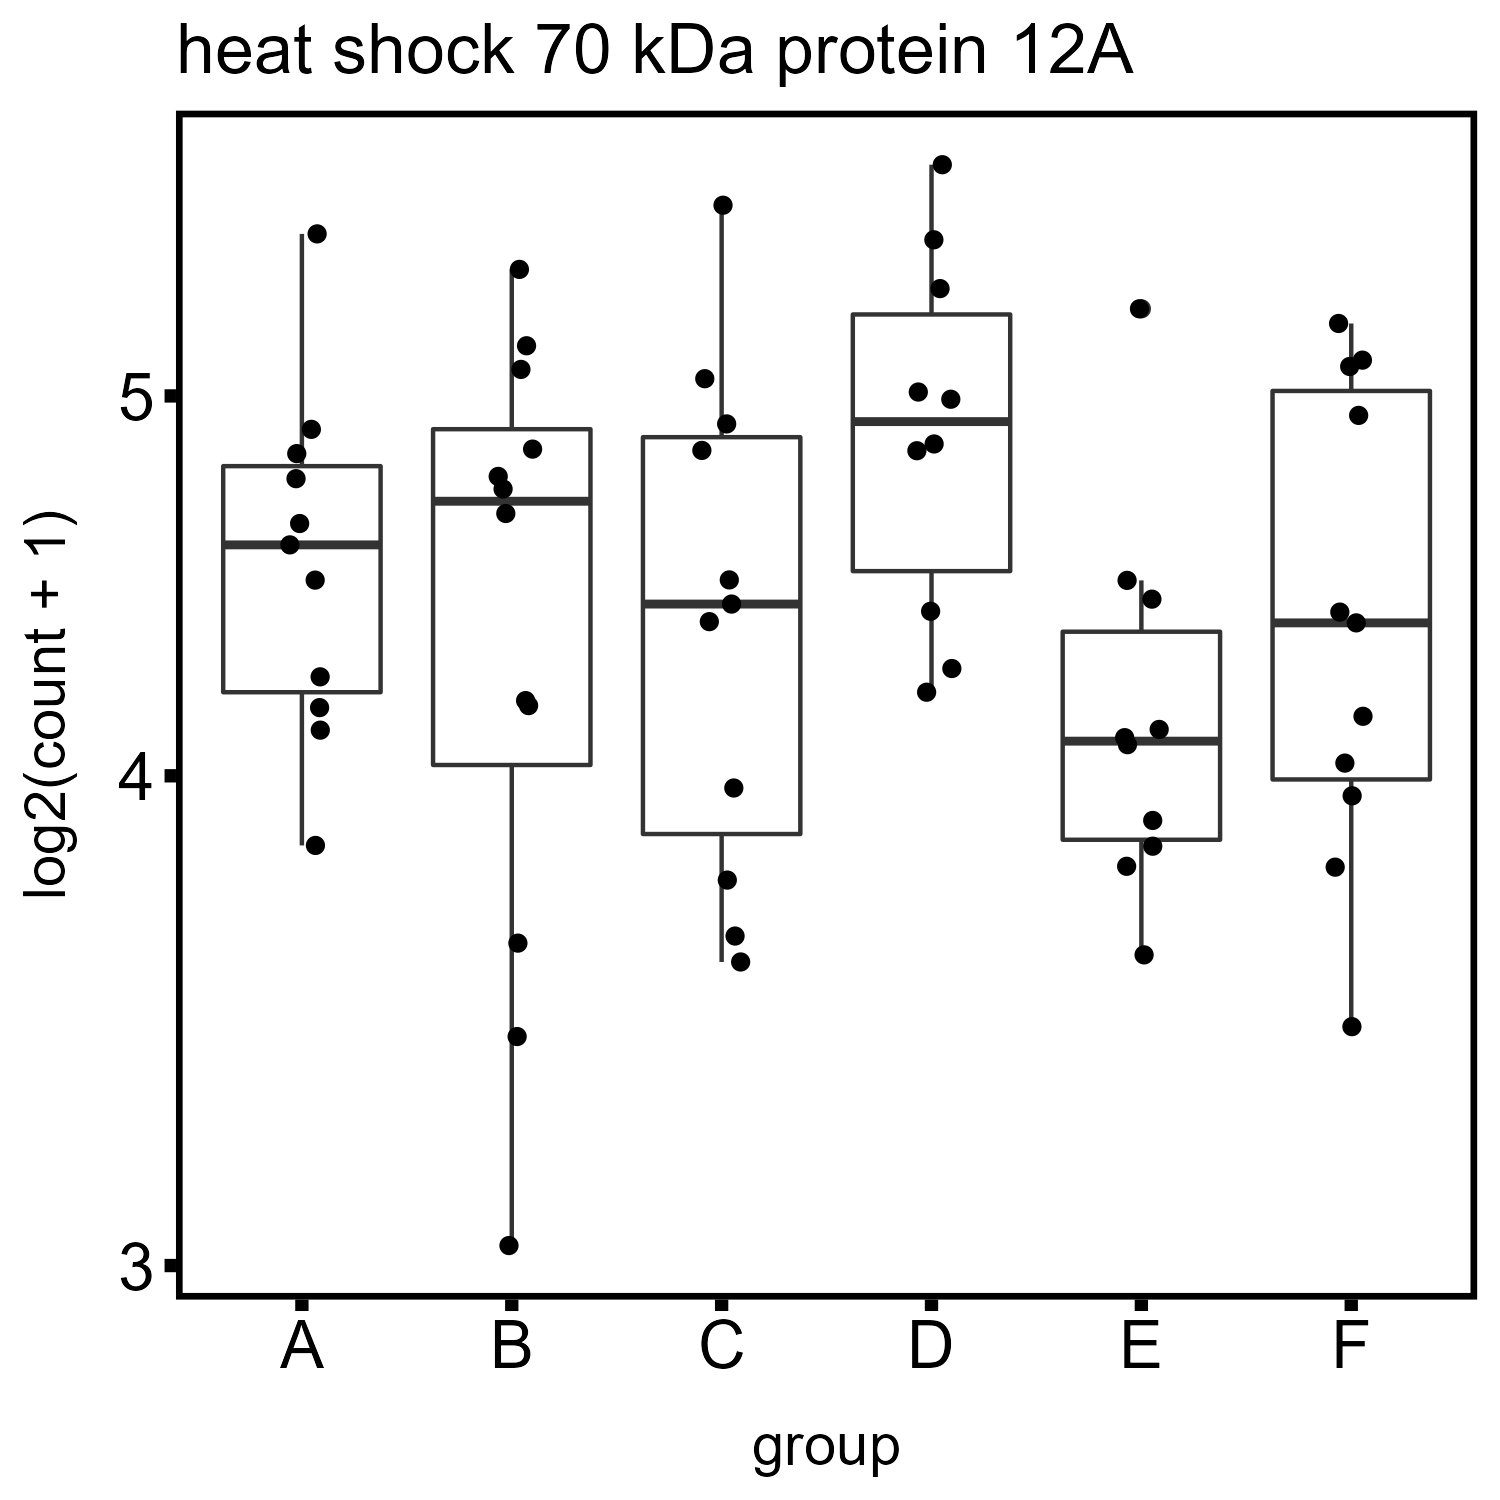 heat shock 70 kDa protein 12A
log2(count + 1)
5
4
3
A B C D E F
group